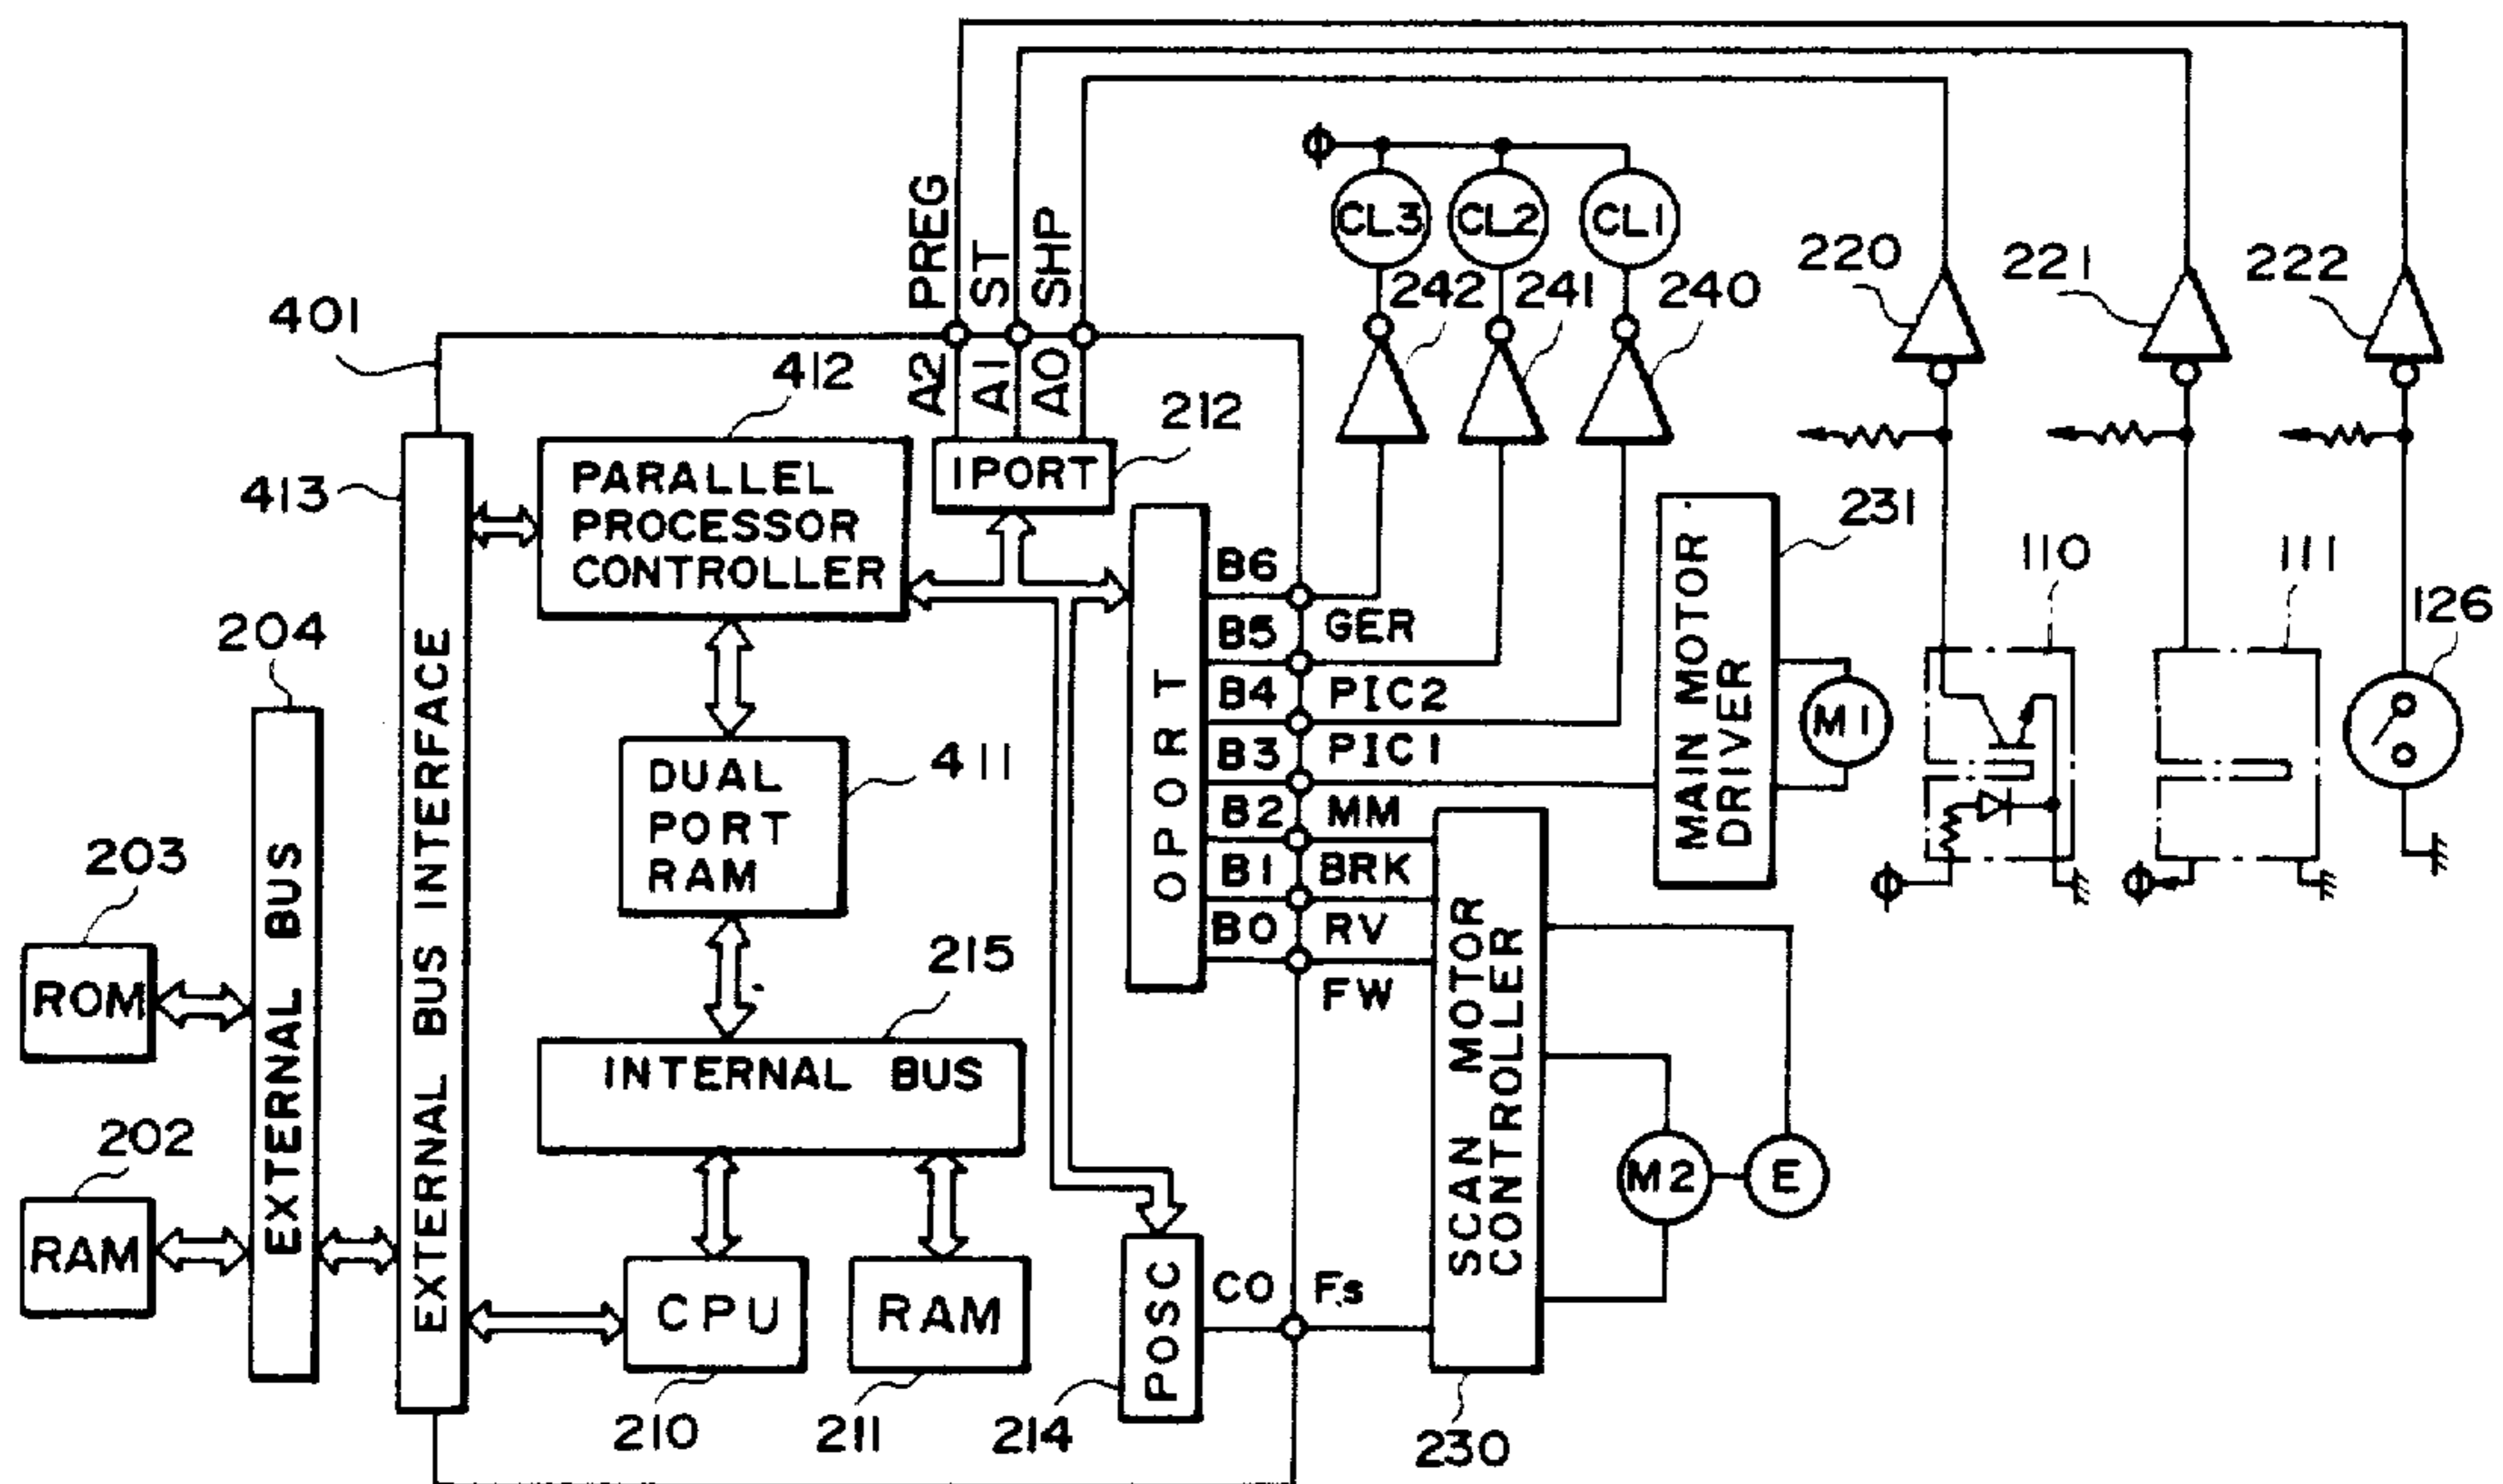 PREG
ST
SHP
A2
A1
A0
401
412
212
413
PARALLEL
PROCESSOR
CONTROLLER
IPORT
CL3
CL2
CL1
242
241
240
220
221
222
231
110
111
126
204
EXTERNAL BUS INTERFACE
OPORT
B6
B5
GER
B4
PIC2
B3
PIC1
B2
MM
B1
BRK
B0
RV
FW
MAIN MOTOR
DRIVER
M1
DUAL
PORT
RAM
411
203
ROM
EXTERNAL BUS
215
INTERNAL BUS
202
RAM
CPU
RAM
210
211
214
POSC
CO
Fs
SCAN MOTOR
CONTROLLER
M2
E
230